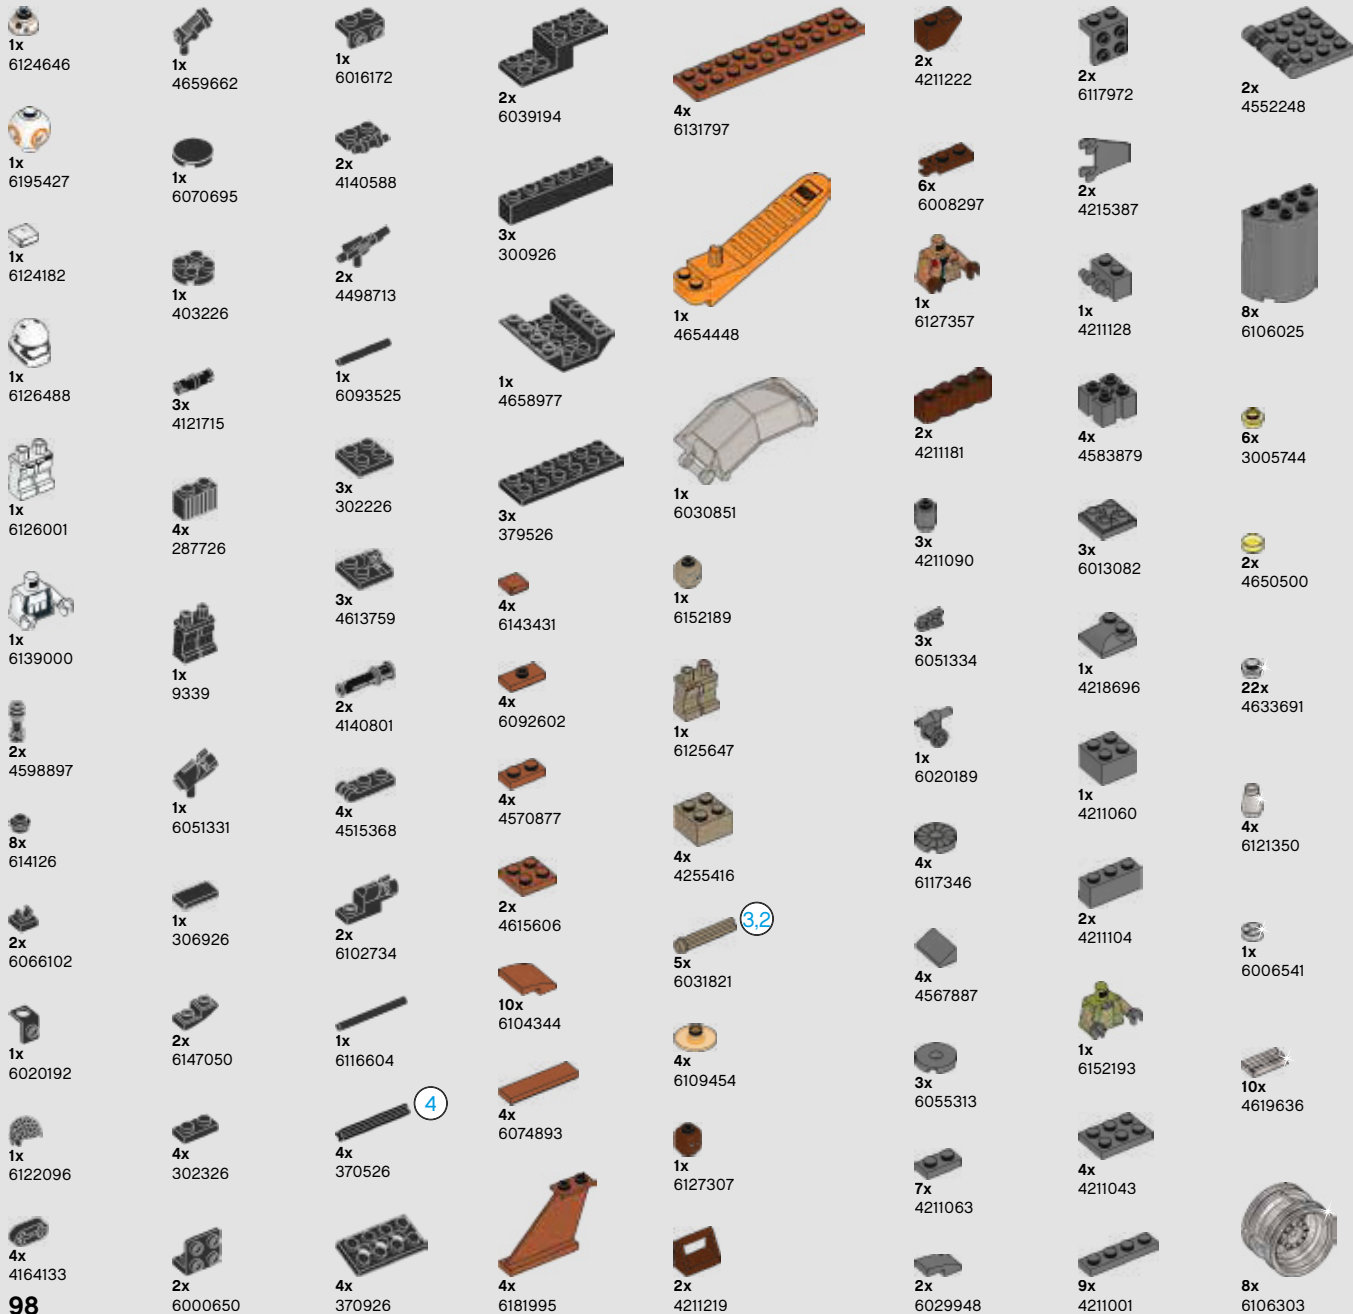 1x
6124646
1x
6195427
1x
6124182
1x
6126488
1x
6126001
1x
6139000
2x
4598897
8x
614126
2x
6066102
1x
6020192
1x
6122096
4x
4164133
98
1x
4659662
1x
6070695
1x
403226
3x
4121715
4x
287726
1x
9339
1x
6051331
1x
306926
2x
6147050
4x
302326
2x
6000650
1x
6016172
2x
4140588
2x
4498713
1x
6093525
3x
302226
3x
4613759
2x
4140801
4x
4515368
2x
6102734
1x
6116604
4
4x
370526
4x
370926
2x
6039194
3x
300926
1x
4658977
3x
379526
4x
6143431
4x
6092602
4x
4570877
2x
4615606
10x
6104344
4x
6074893
4x
6181995
4x
6131797
1x
4654448
1x
6030851
1x
6152189
1x
6125647
4x
4255416
3,2
5x
6031821
4x
6109454
1x
6127307
2x
4211219
2x
4211222
6x
6008297
1x
6127357
2x
4211181
3x
4211090
3x
6051334
1x
6020189
4x
6117346
4x
4567887
3x
6055313
7x
4211063
2x
6029948
2x
6117972
2x
4215387
1x
4211128
4x
4583879
3x
6013082
1x
4218696
1x
4211060
2x
4211104
1x
6152193
4x
4211043
9x
4211001
2x
4552248
8x
6106025
6x
3005744
2x
4650500
22x
4633691
4x
6121350
1x
6006541
10x
4619636
8x
6106303